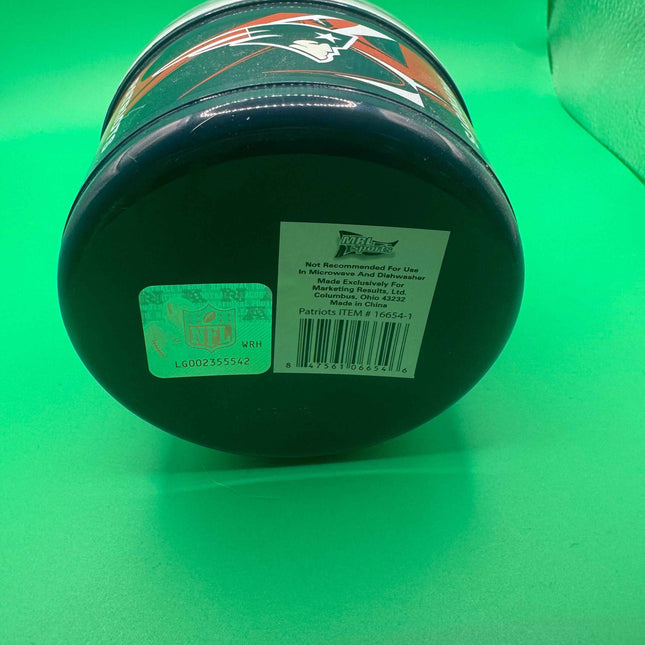 MRL
Sports
Not Recommended For Use
In Microwave And Dishwasher
Made Exclusively For
Marketing Results, Ltd.
Columbus, Ohio 43232
Made in China
Patriots ITEM # 16654-1
8 47561 06654 6
NFL
WRH
LG002355542